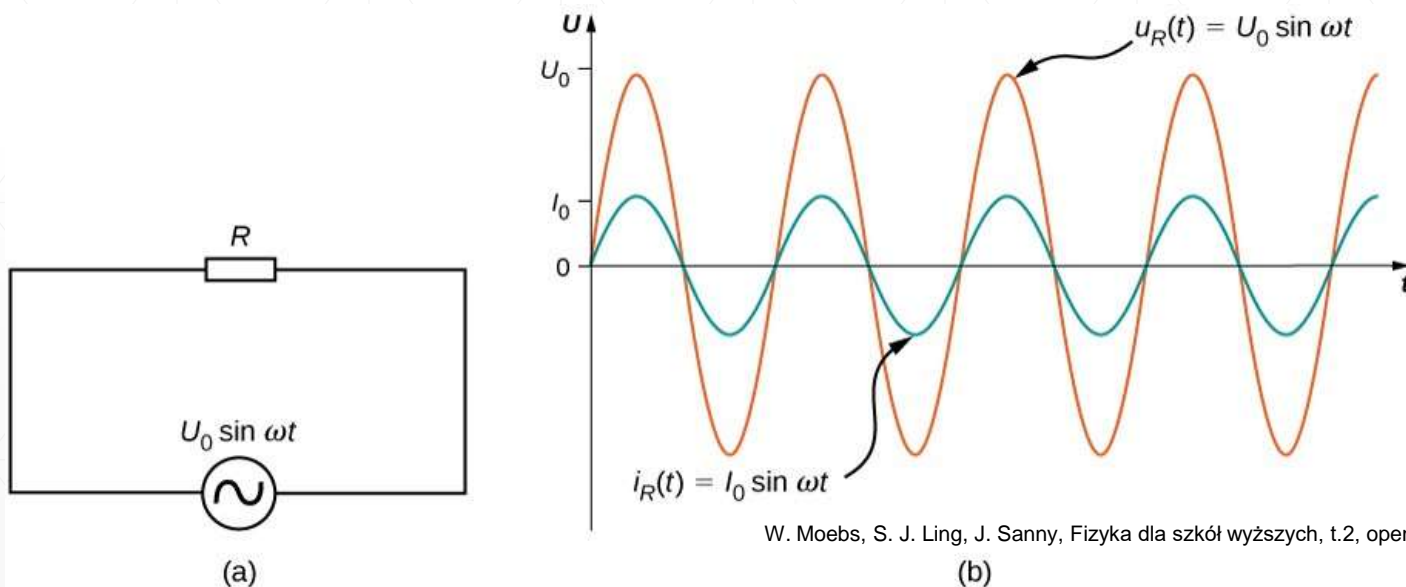 R
U₀ sin ωt
(a)
U
U₀
I₀
0
t
u_R(t) = U₀ sin ωt
i_R(t) = I₀ sin ωt
W. Moebs, S. J. Ling, J. Sanny, Fizyka dla szkół wyższych, t.2, oper
(b)